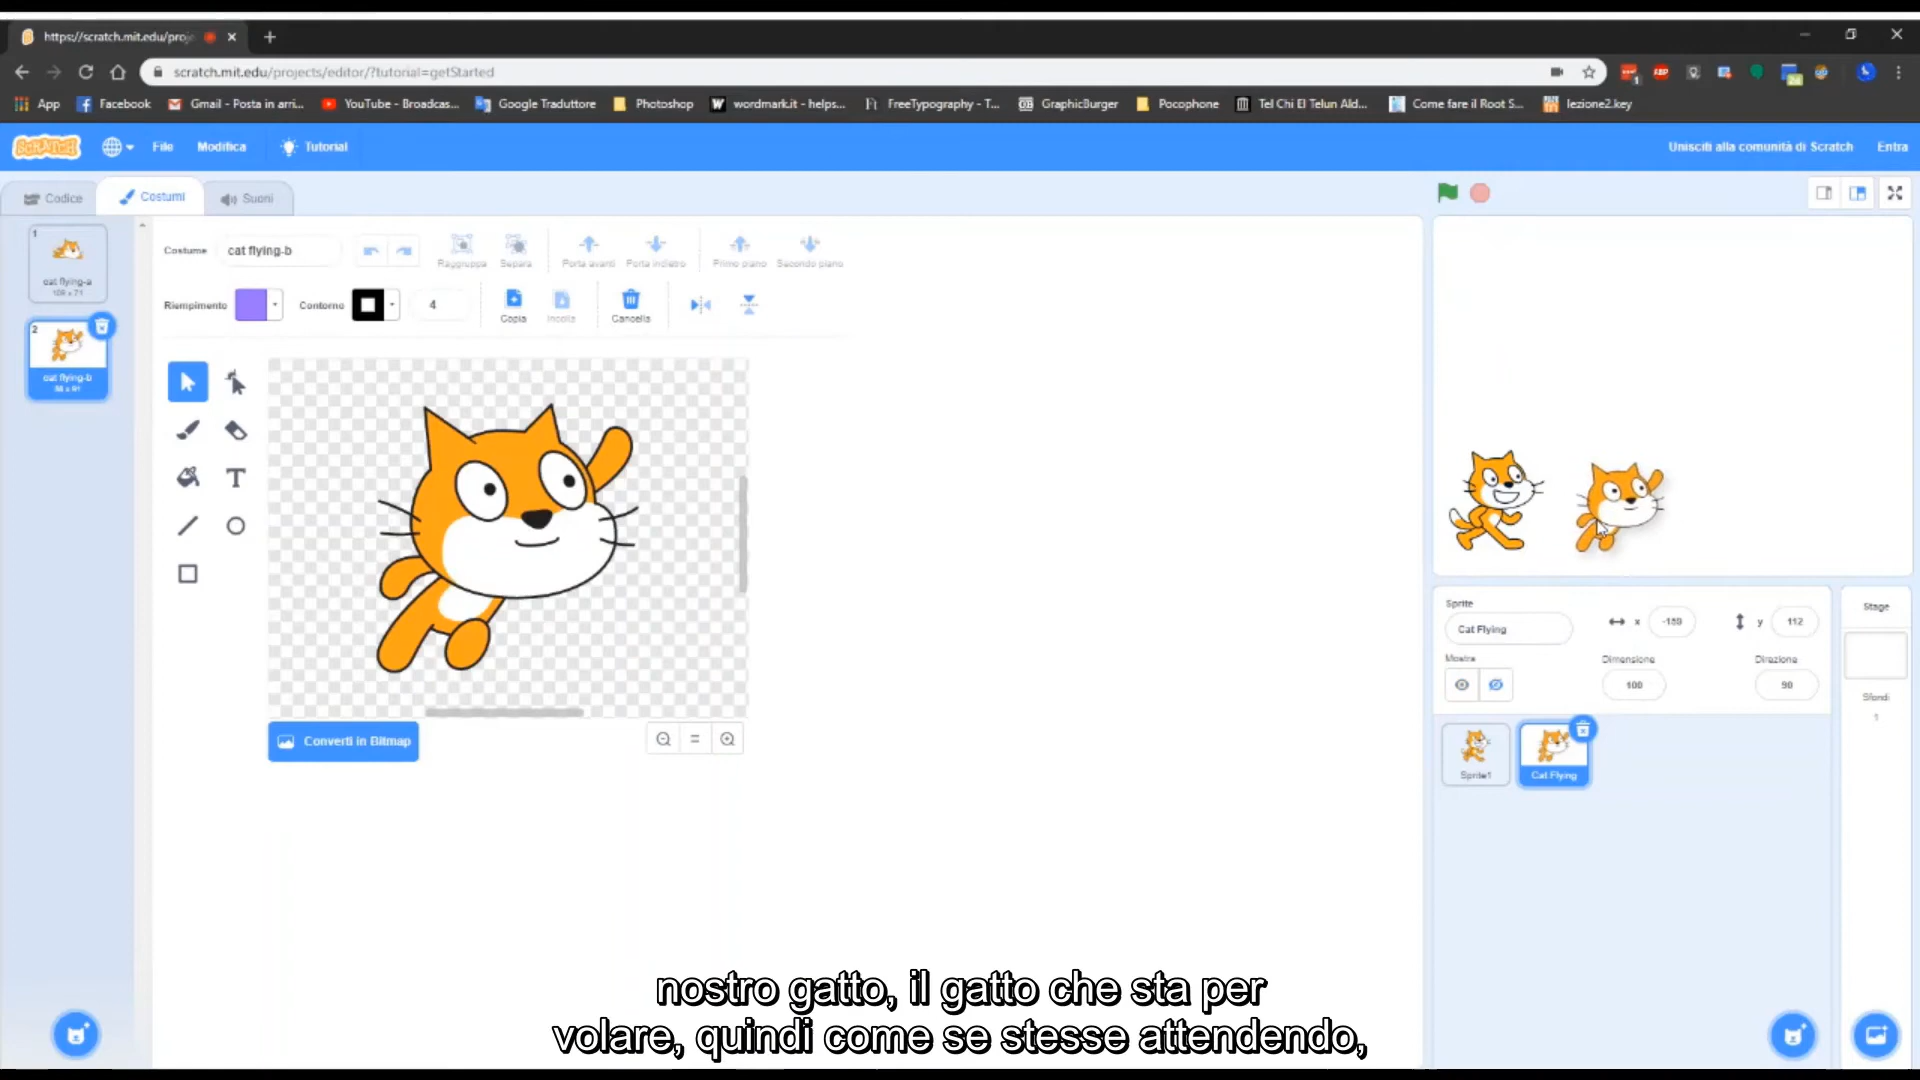 https://scratch.mit.edu/proj
scratch.mit.edu/projects/editor/?tutorial=getStarted
App Facebook Gmail - Posta in arri... YouTube - Broadcas... Google Traduttore Photoshop wordmark.it - helps... FreeTypography - T... GraphicBurger Pocophone Tel Chi El Telun Ald... Come fare il Root S... lezione2.key
SCRATCH File Modifica Tutorial Unisciti alla comunità di Scratch Entra
Codice Costumi Suoni
1
cat flying-a
2
cat flying-b
Costume cat flying-b
Raggruppa Separa Porta avanti Porta indietro Primo piano Secondo piano
Riempimento Contorno 4
Copia Incolla Cancella
T
Converti in Bitmap
Sprite
Cat Flying x -159 y 112
Mostra Dimensione Direzione
100 90
Sprite1 Cat Flying
Stage
Sfondi
1
nostro gatto, il gatto che sta per
volare, quindi come se stesse attendendo,